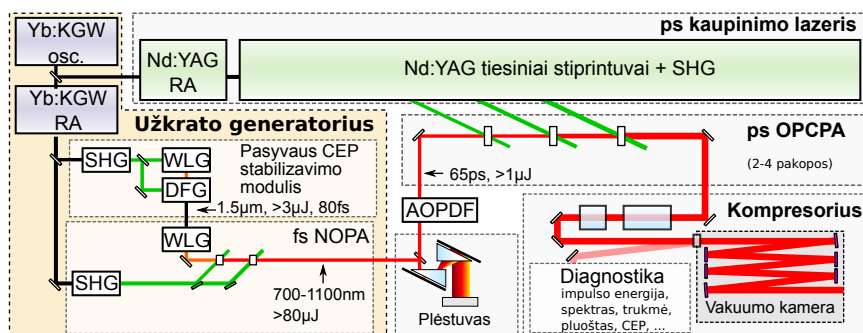 Yb:KGW
osc.
Nd:YAG
RA
Nd:YAG tiesiniai stiprintuvai + SHG
ps kaupinimo lazeris
Yb:KGW
RA
Užkrato generatorius
SHG
WLG
DFG
Pasyvaus CEP
stabilizavimo
modulis
1.5µm, >3µJ, 80fs
WLG
fs NOPA
SHG
700-1100nm
>80µJ
65ps, >1µJ
AOPDF
Plėstuvas
ps OPCPA
(2-4 pakopos)
Kompresorius
Diagnostika
impulso energija,
spektras, trukmė,
pluoštas, CEP, ...
Vakuumo kamera